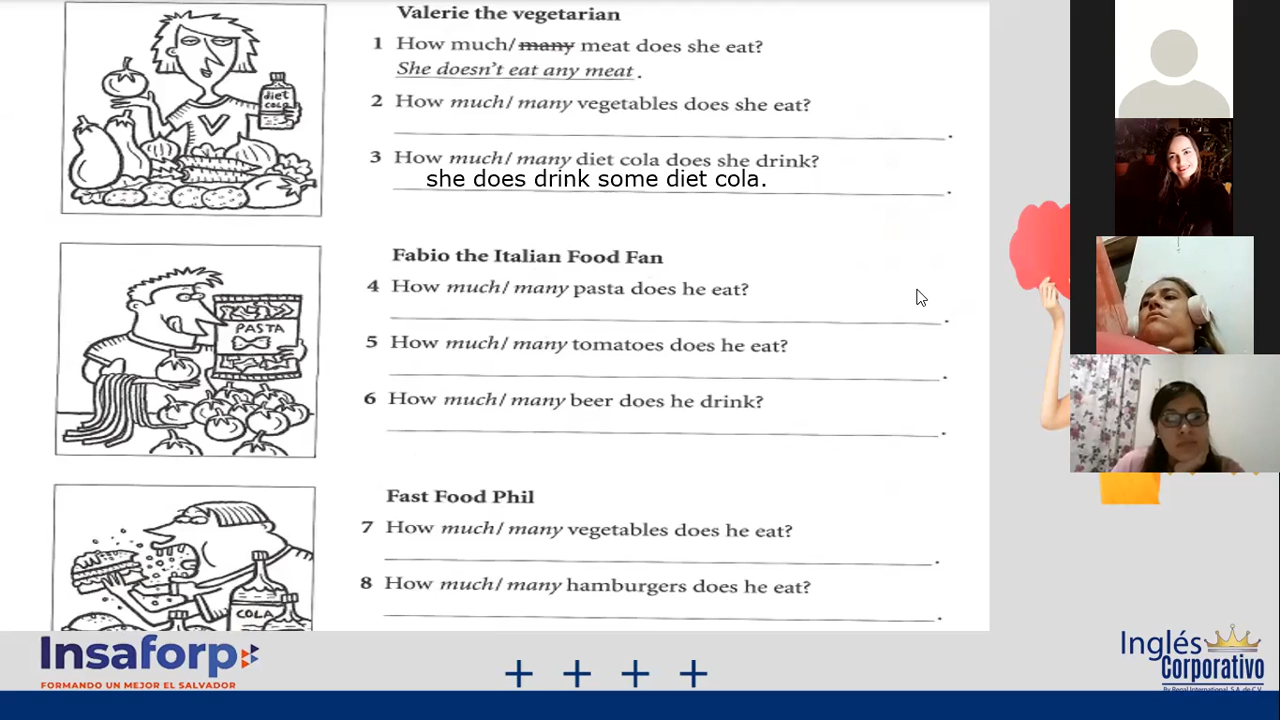 Valerie the vegetarian
1 How much/many meat does she eat?
She doesn't eat any meat.
2 How much/many vegetables does she eat?
.
3 How much/many diet cola does she drink?
she does drink some diet cola.
.
diet cola
V
Fabio the Italian Food Fan
4 How much/many pasta does he eat?
.
5 How much/many tomatoes does he eat?
.
6 How much/many beer does he drink?
.
PASTA
Fast Food Phil
7 How much/many vegetables does he eat?
.
8 How much/many hamburgers does he eat?
.
COLA
Insaforp
FORMANDO UN MEJOR EL SALVADOR
+ + + +
Inglés
Corporativo
By Regal International, S.A. de C.V.